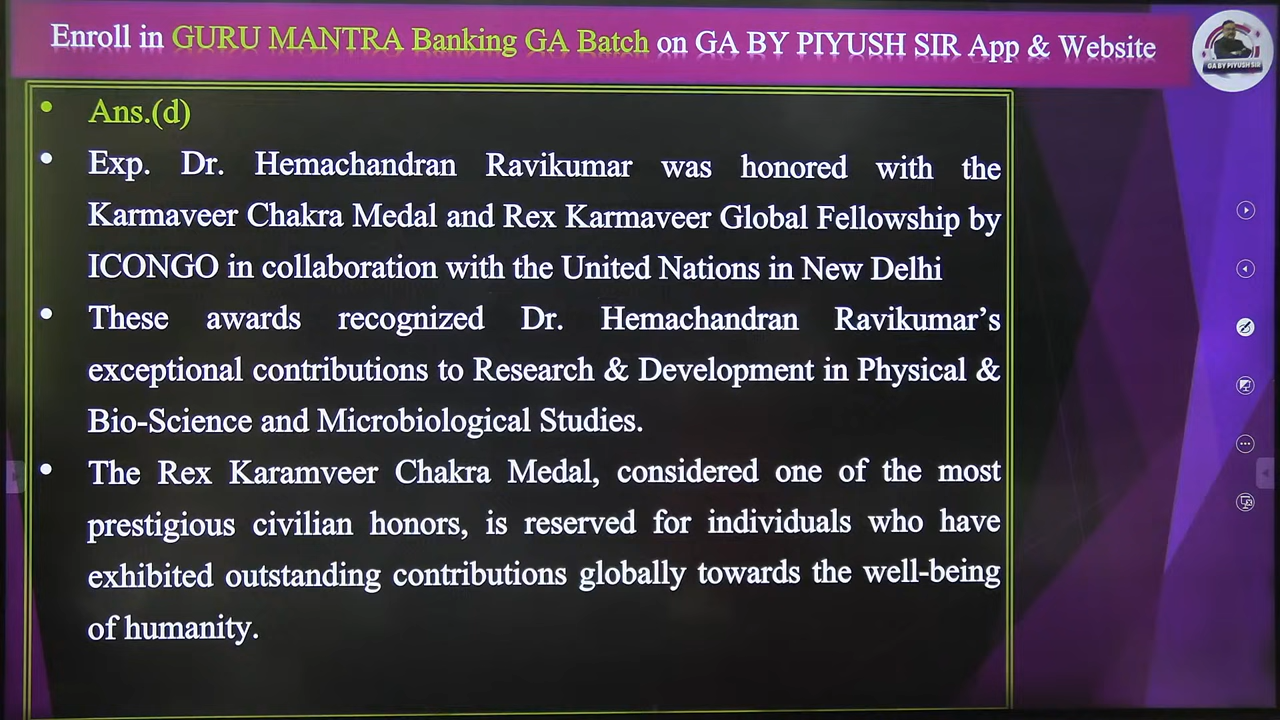 Enroll in GURU MANTRA Banking GA Batch on GA BY PIYUSH SIR App & Website
GA BY PIYUSH SIR
• Ans.(d)
• Exp. Dr. Hemachandran Ravikumar was honored with the
Karmaveer Chakra Medal and Rex Karmaveer Global Fellowship by
ICONGO in collaboration with the United Nations in New Delhi
• These awards recognized Dr. Hemachandran Ravikumar’s
exceptional contributions to Research & Development in Physical &
Bio-Science and Microbiological Studies.
• The Rex Karamveer Chakra Medal, considered one of the most
prestigious civilian honors, is reserved for individuals who have
exhibited outstanding contributions globally towards the well-being
of humanity.